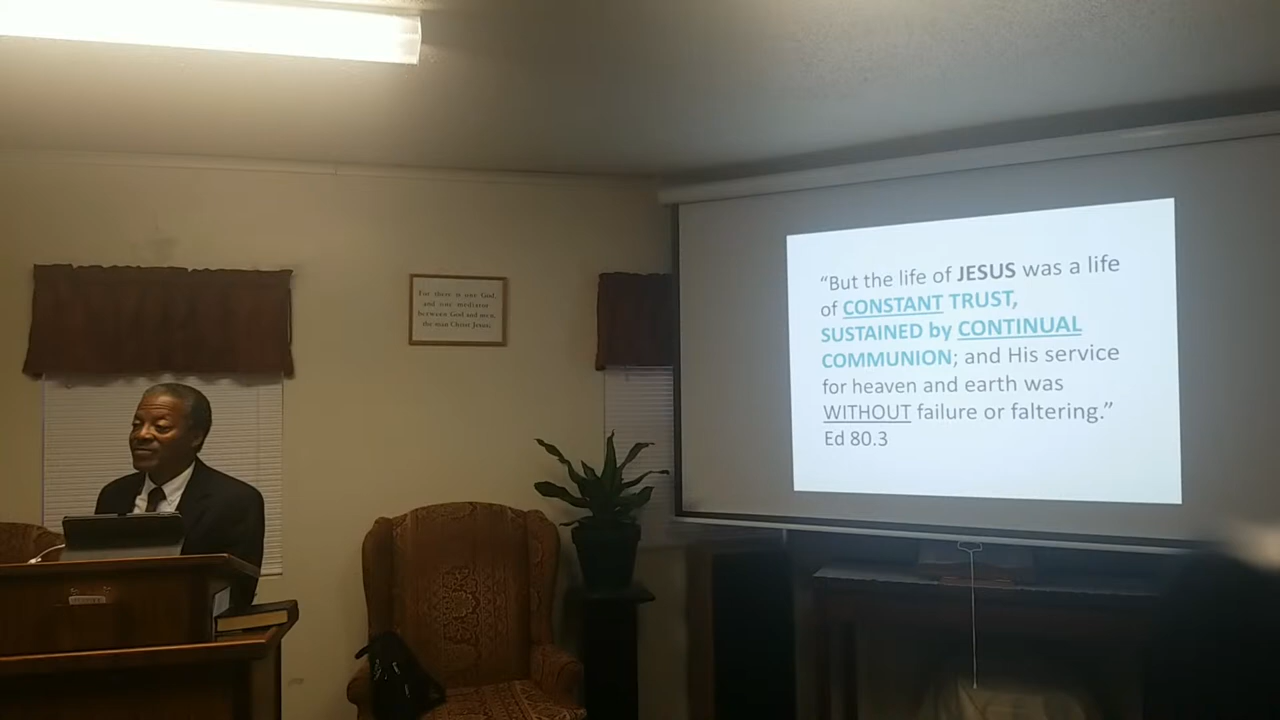 For there is one God,
and one mediator
between God and men,
the man Christ Jesus;
“But the life of JESUS was a life
of CONSTANT TRUST,
SUSTAINED by CONTINUAL
COMMUNION; and His service
for heaven and earth was
WITHOUT failure or faltering.”
Ed 80.3